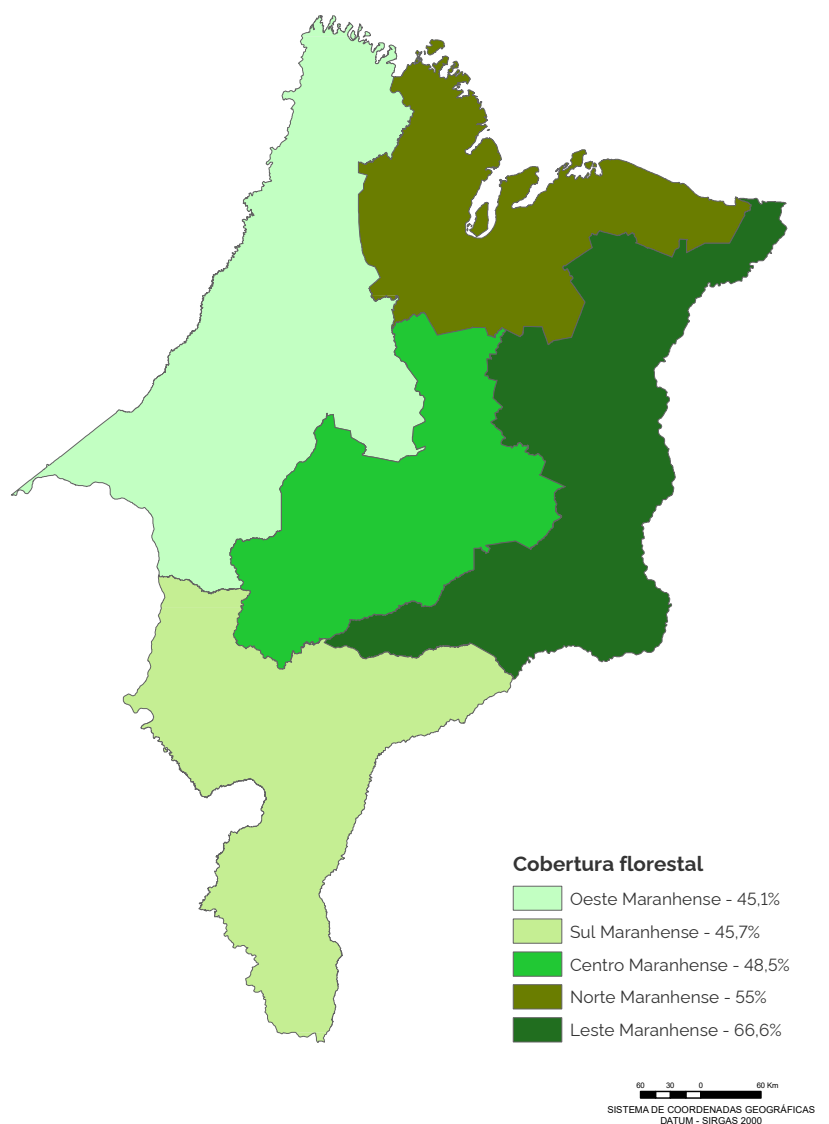 Cobertura florestal
Oeste Maranhense - 45,1%
Sul Maranhense - 45,7%
Centro Maranhense - 48,5%
Norte Maranhense - 55%
Leste Maranhense - 66,6%
60 30 0 60 Km
SISTEMA DE COORDENADAS GEOGRÁFICAS
DATUM - SIRGAS 2000